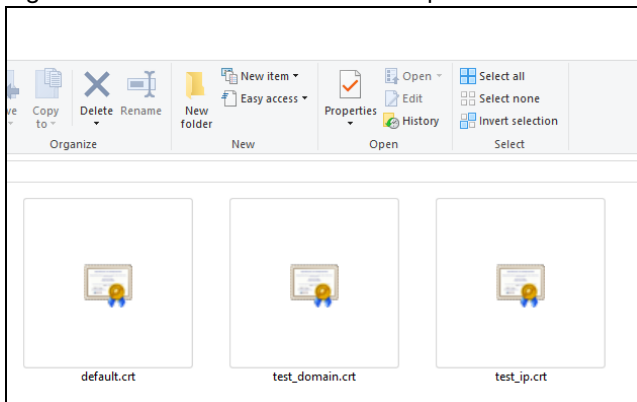 New item
Easy access
Copy to
Delete
Rename
New folder
Properties
Open
Edit
History
Select all
Select none
Invert selection
Organize
New
Open
Select
default.crt
test_domain.crt
test_ip.crt